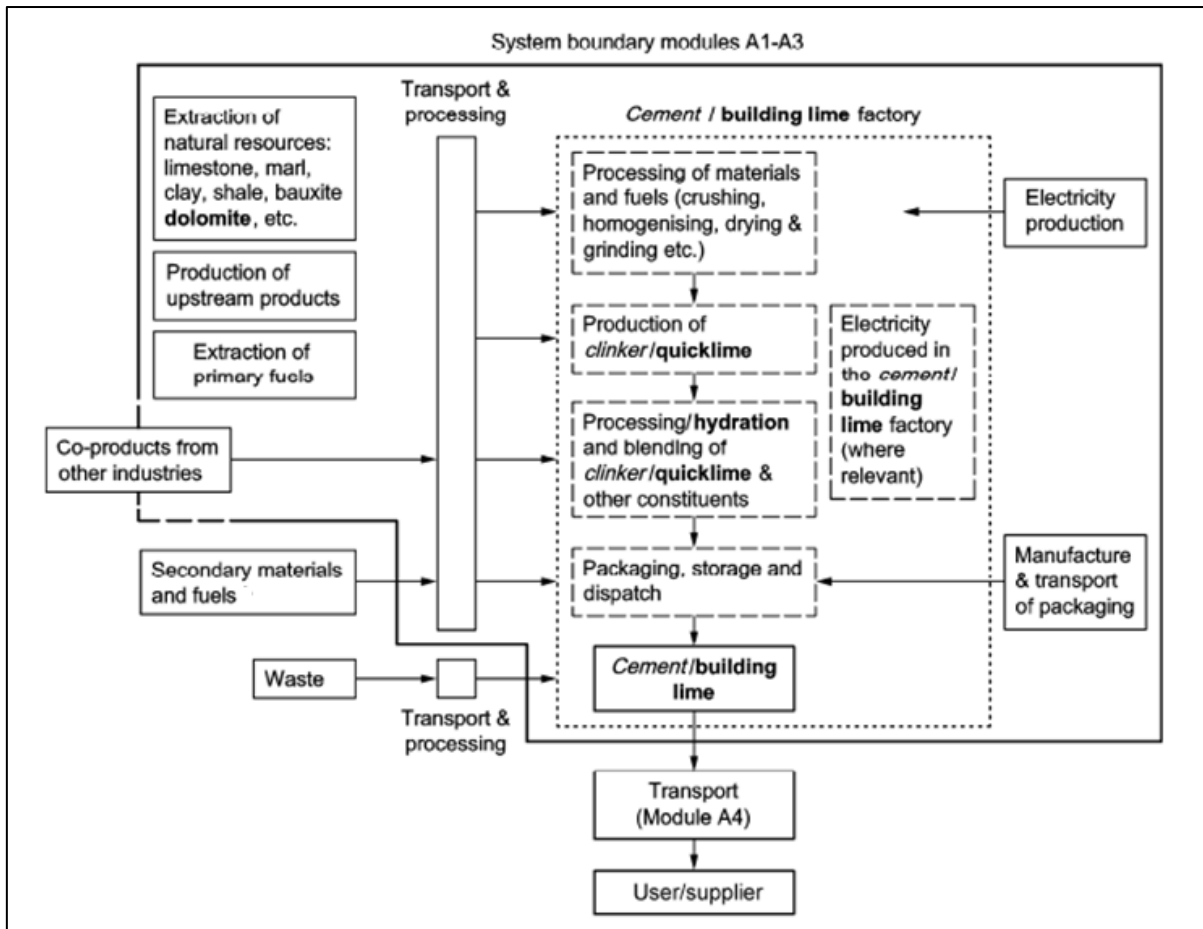 System boundary modules A1-A3
Transport &
processing
Cement / building lime factory
Extraction of
natural resources:
limestone, marl,
clay, shale, bauxite
dolomite, etc.
Production of
upstream products
Extraction of
primary fuels
Co-products from
other industries
Secondary materials
and fuels
Waste
Transport &
processing
Processing of materials
and fuels (crushing,
homogenising, drying &
grinding etc.)
Production of
clinker/quicklime
Processing/hydration
and blending of
clinker/quicklime &
other constituents
Packaging, storage and
dispatch
Cement/building
lime
Electricity
produced in
the cement/
building
lime factory
(where
relevant)
Electricity
production
Manufacture
& transport
of packaging
Transport
(Module A4)
User/supplier